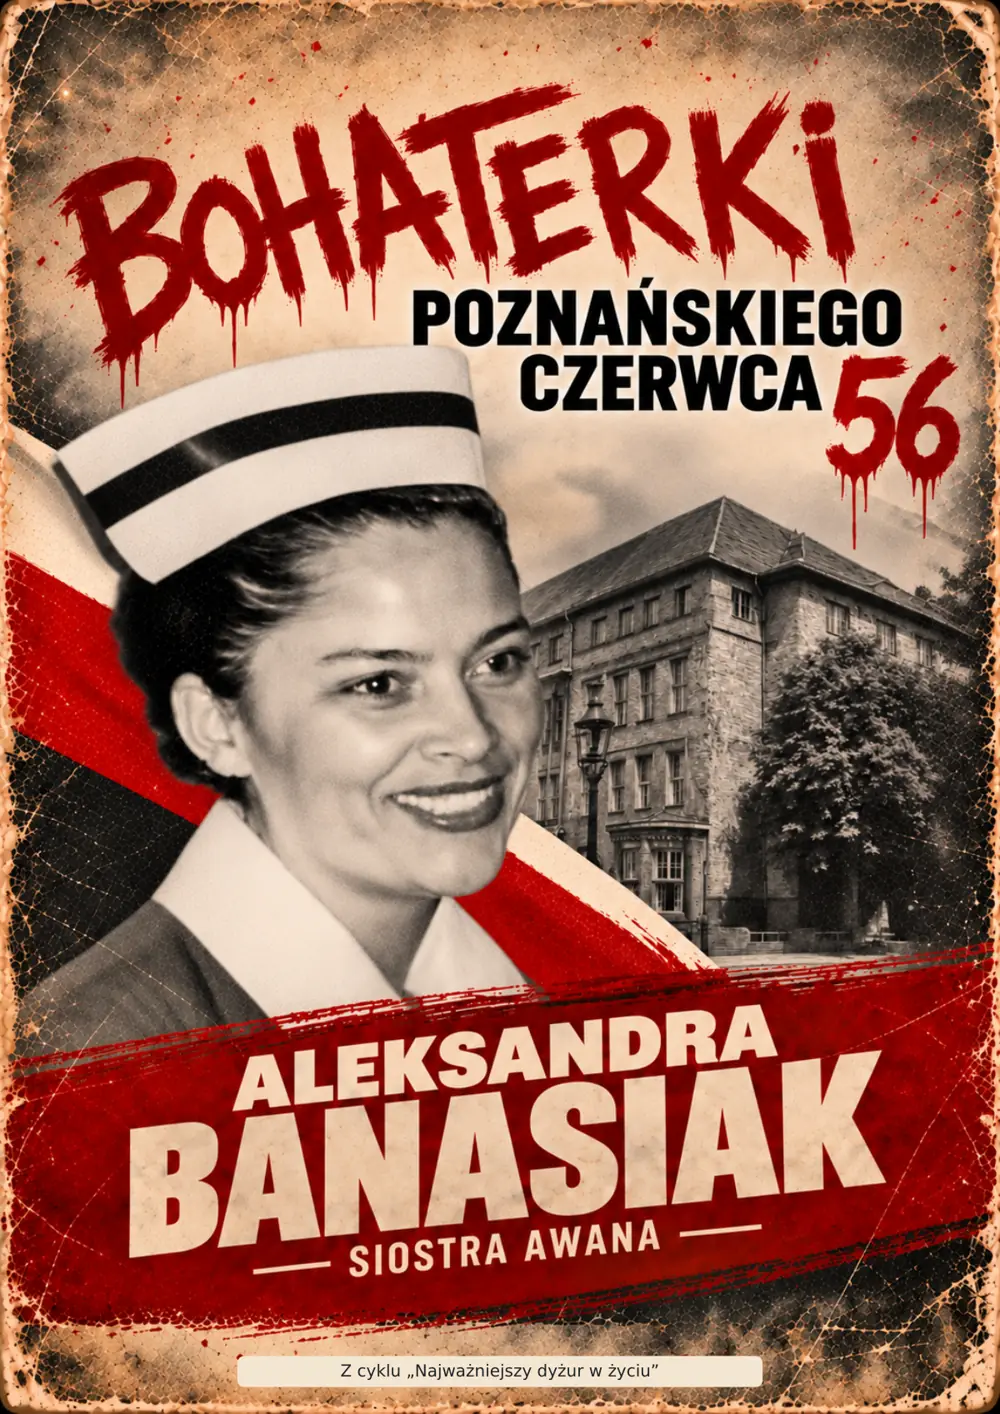 BOHATERKi
POZNAŃSKIEGO
CZERWCA 56
ALEKSANDRA
BANASIAK
SIOSTRA AWANA
Z cyklu „Najważniejszy dyżur w życiu”